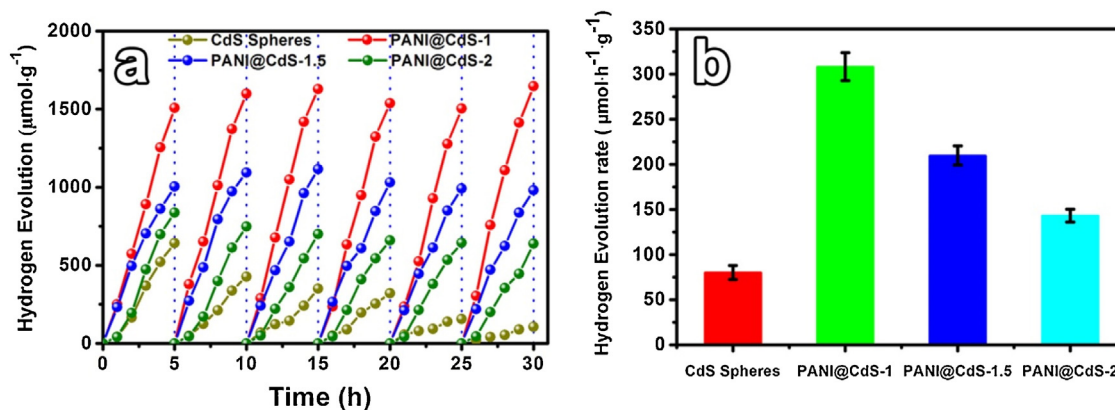 a
CdS Spheres PANI@CdS-1
PANI@CdS-1.5 PANI@CdS-2
Hydrogen Evolution (μmol·g⁻¹)
2000
1500
1000
500
0
0 5 10 15 20 25 30
Time (h)
b
Hydrogen Evolution rate ( μmol·h⁻¹·g⁻¹)
350
300
250
200
150
100
50
0
CdS Spheres PANI@CdS-1 PANI@CdS-1.5 PANI@CdS-2